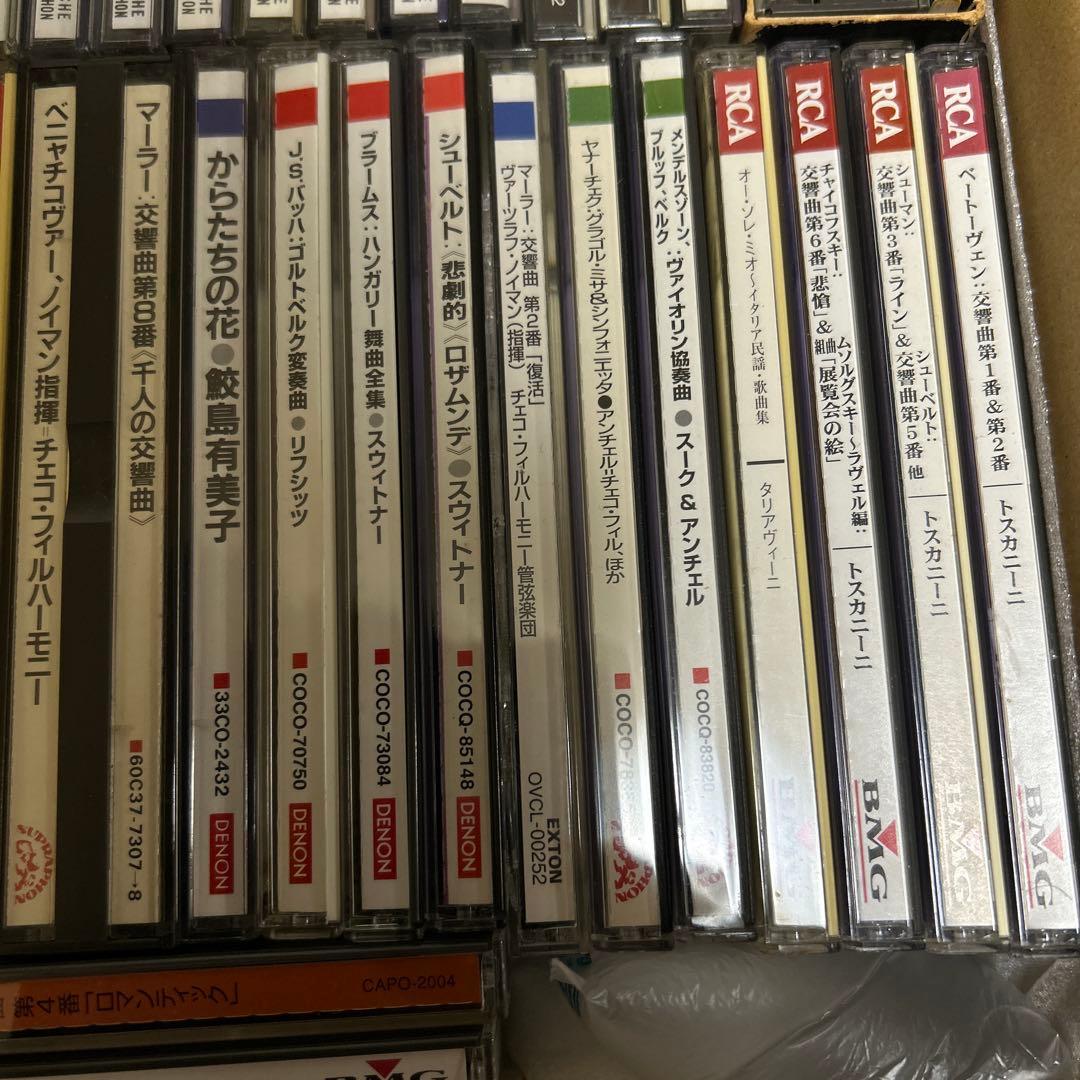 THE
PHON
THE
HON
2
ベニャチコヴァー、ノイマン指揮=チェコ・フィルハーモニー
SUPRAPHON
マーラー:交響曲第8番《千人の交響曲》
60C37-7307→8
からたちの花●鮫島有美子
33CO-2432
DENON
J.S.バッハ:ゴルトベルク変奏曲●リフシッツ
COCO-70750
DENON
ブラームス:ハンガリー舞曲全集●スウィトナー
COCO-73084
DENON
シューベルト:《悲劇的》《ロザムンデ》●スウィトナー
COCQ-85148
DENON
マーラー:交響曲 第2番「復活」
ヴァーツラフ・ノイマン(指揮) チェコ・フィルハーモニー管弦楽団
EXTON
OVCL-00252
ヤナーチェク:グラゴル・ミサ&シンフォニエッタ●アンチェル=チェコ・フィル、ほか
メンデルスゾーン、
ブルッフ、ベルク:ヴァイオリン協奏曲●スーク & アンチェル
COCQ-83820
RCA
オー・ソレ・ミオ~イタリア民謡・歌曲集
タリアヴィーニ
BMG
RCA
チャイコフスキー:
交響曲第6番「悲愴」&
ムソルグスキー~ラヴェル編:
組曲「展覧会の絵」
トスカニーニ
BMG
RCA
シューマン:
交響曲第3番「ライン」&
シューベルト:
交響曲第5番 他
トスカニーニ
BMG
RCA
ベートーヴェン:交響曲第1番&第2番
トスカニーニ
BMG
第4番「ロマンティック」
CAPO-2004
BMG